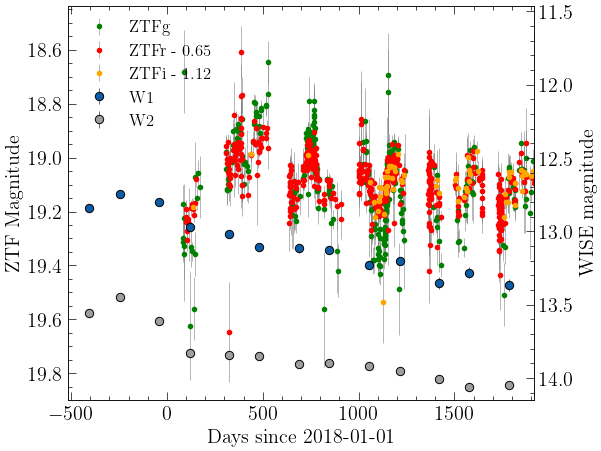 ZTFg
ZTFr - 0.65
ZTFi - 1.12
W1
W2
ZTF Magnitude
18.6
18.8
19.0
19.2
19.4
19.6
19.8
WISE magnitude
11.5
12.0
12.5
13.0
13.5
14.0
−500
0
500
1000
1500
Days since 2018-01-01